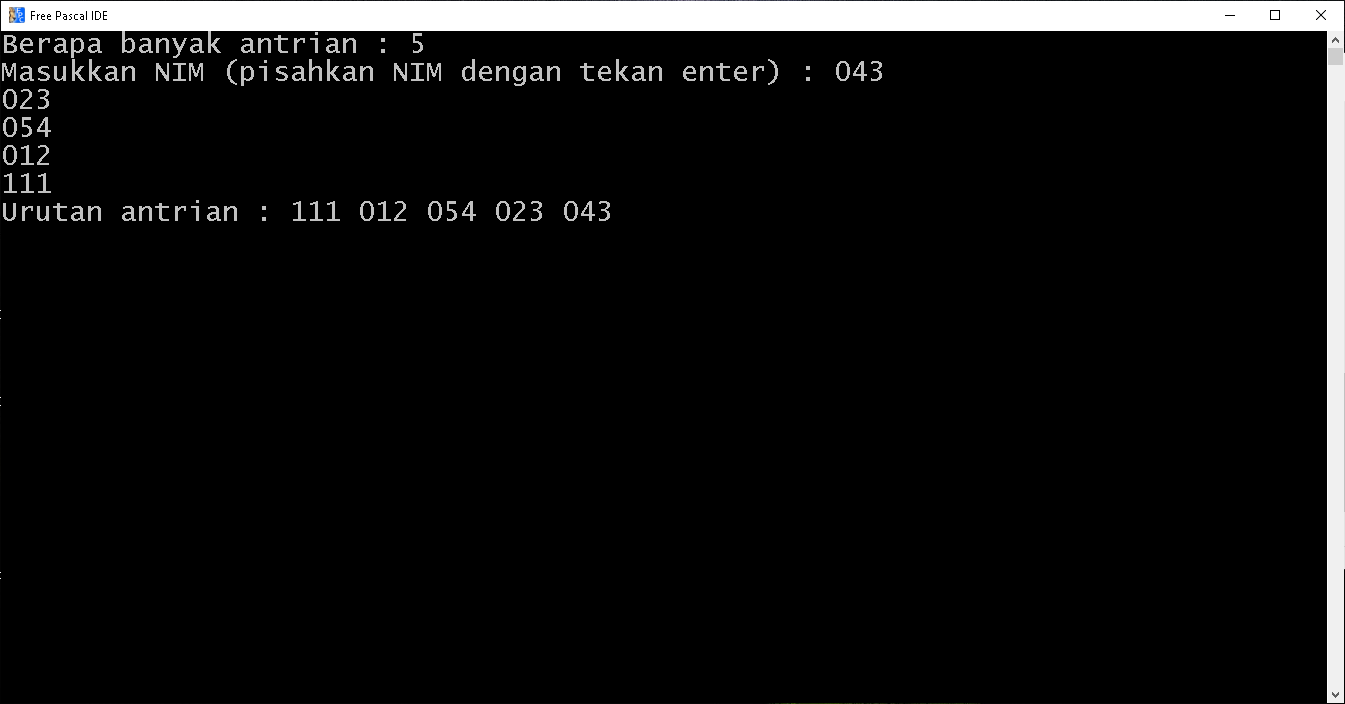 Free Pascal IDE
Berapa banyak antrian : 5
Masukkan NIM (pisahkan NIM dengan tekan enter) : 043
023
054
012
111
Urutan antrian : 111 012 054 023 043